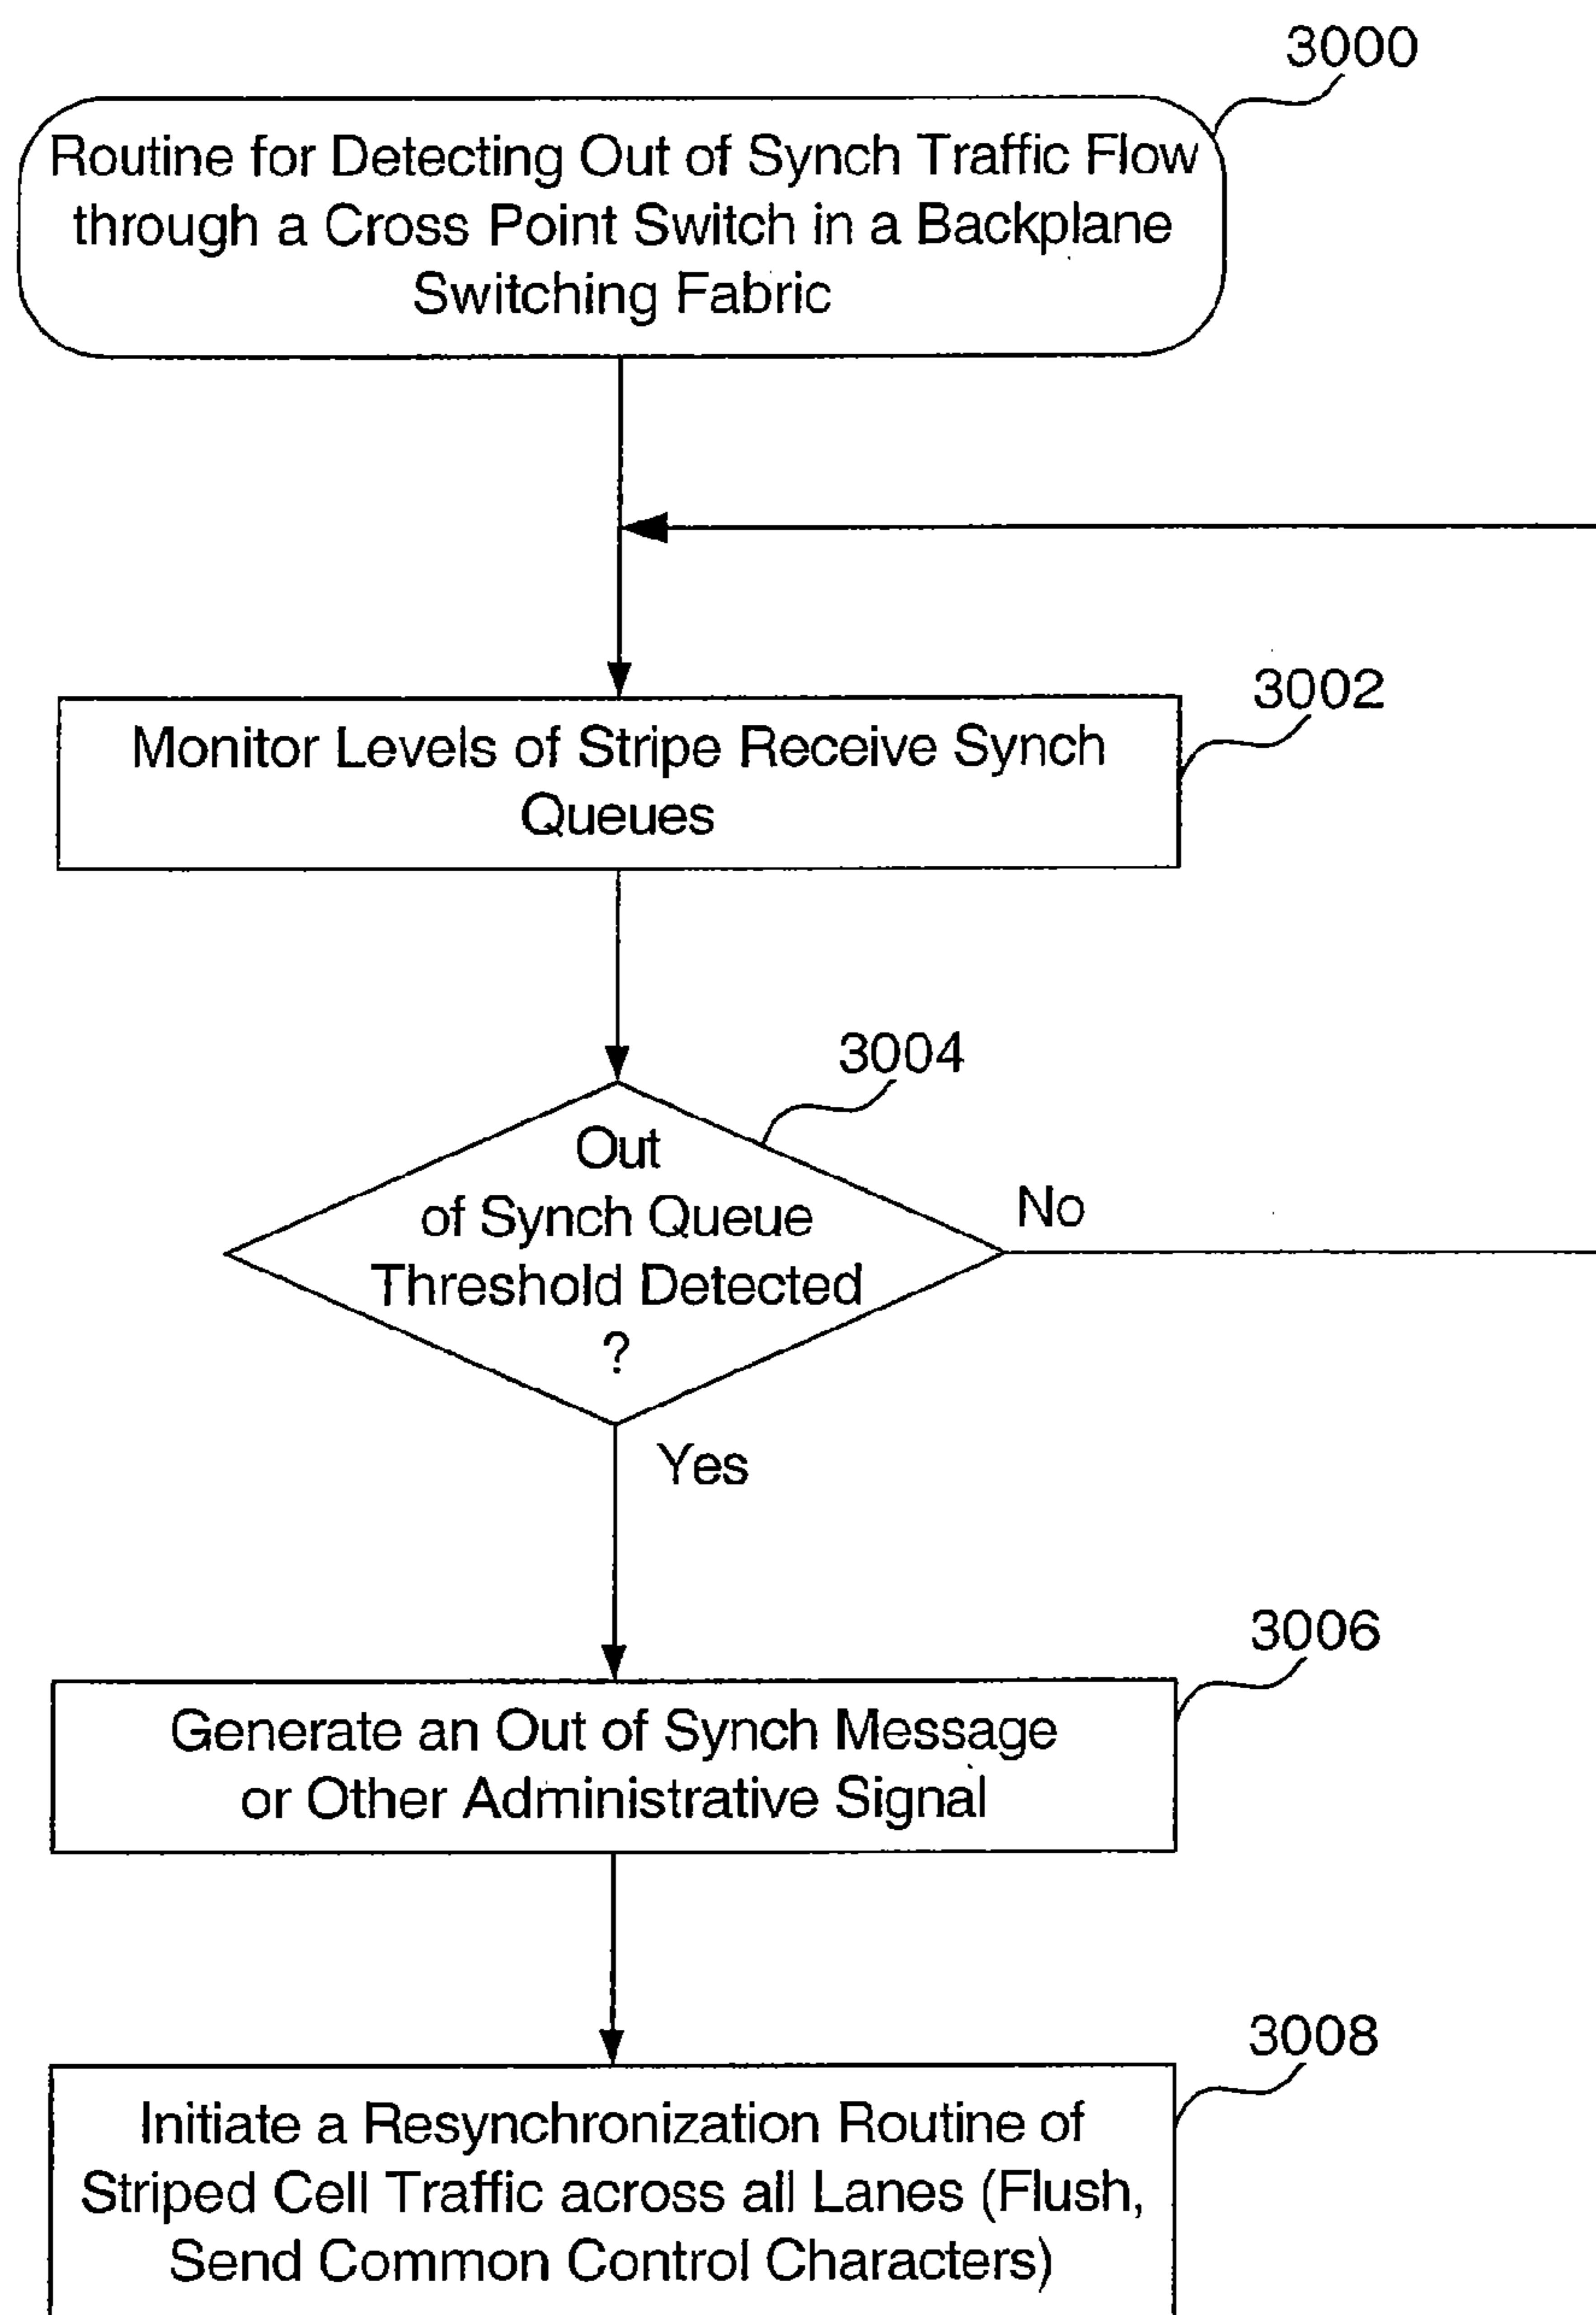 3000
Routine for Detecting Out of Synch Traffic Flow
through a Cross Point Switch in a Backplane
Switching Fabric
3002
Monitor Levels of Stripe Receive Synch
Queues
3004
Out
of Synch Queue
Threshold Detected
?
No
Yes
3006
Generate an Out of Synch Message
or Other Administrative Signal
3008
Initiate a Resynchronization Routine of
Striped Cell Traffic across all Lanes (Flush,
Send Common Control Characters)